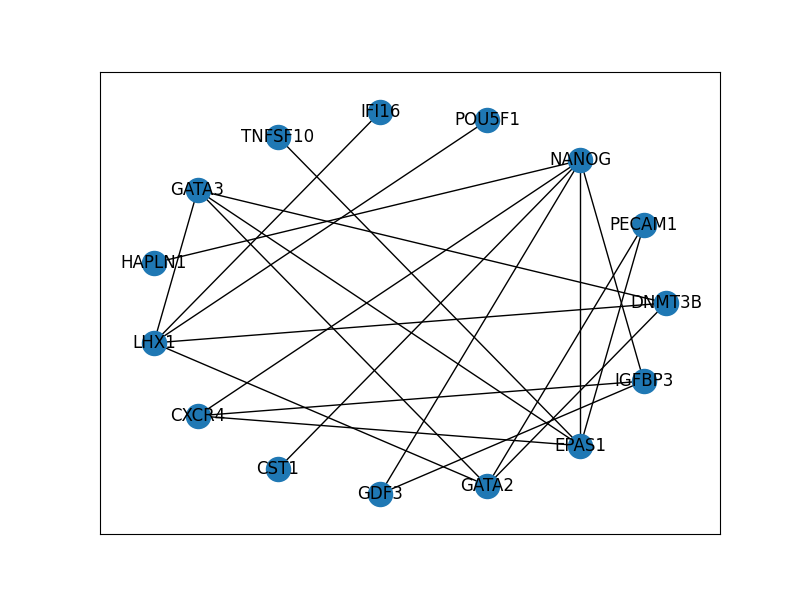 IFI16
POU5F1
TNFSF10
NANOG
GATA3
PECAM1
HAPLN1
DNMT3B
LHX1
IGFBP3
CXCR4
EPAS1
CST1
GATA2
GDF3